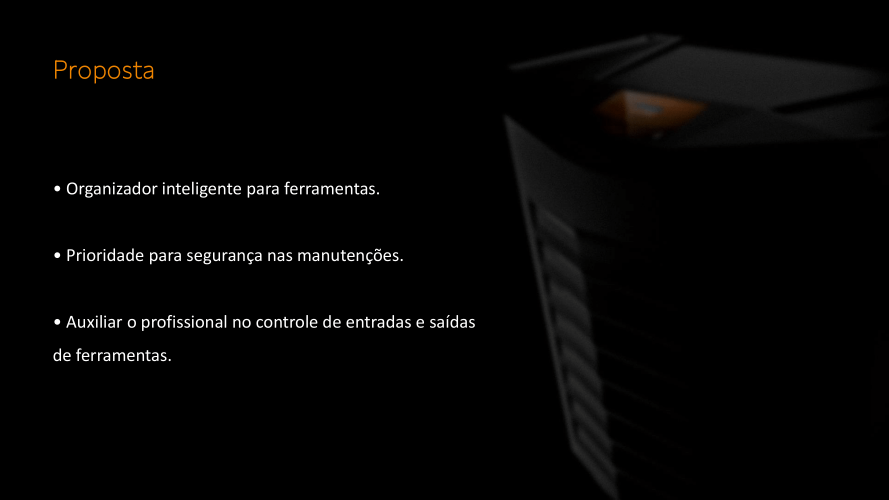 Proposta
• Organizador inteligente para ferramentas.
• Prioridade para segurança nas manutenções.
• Auxiliar o profissional no controle de entradas e saídas
de ferramentas.